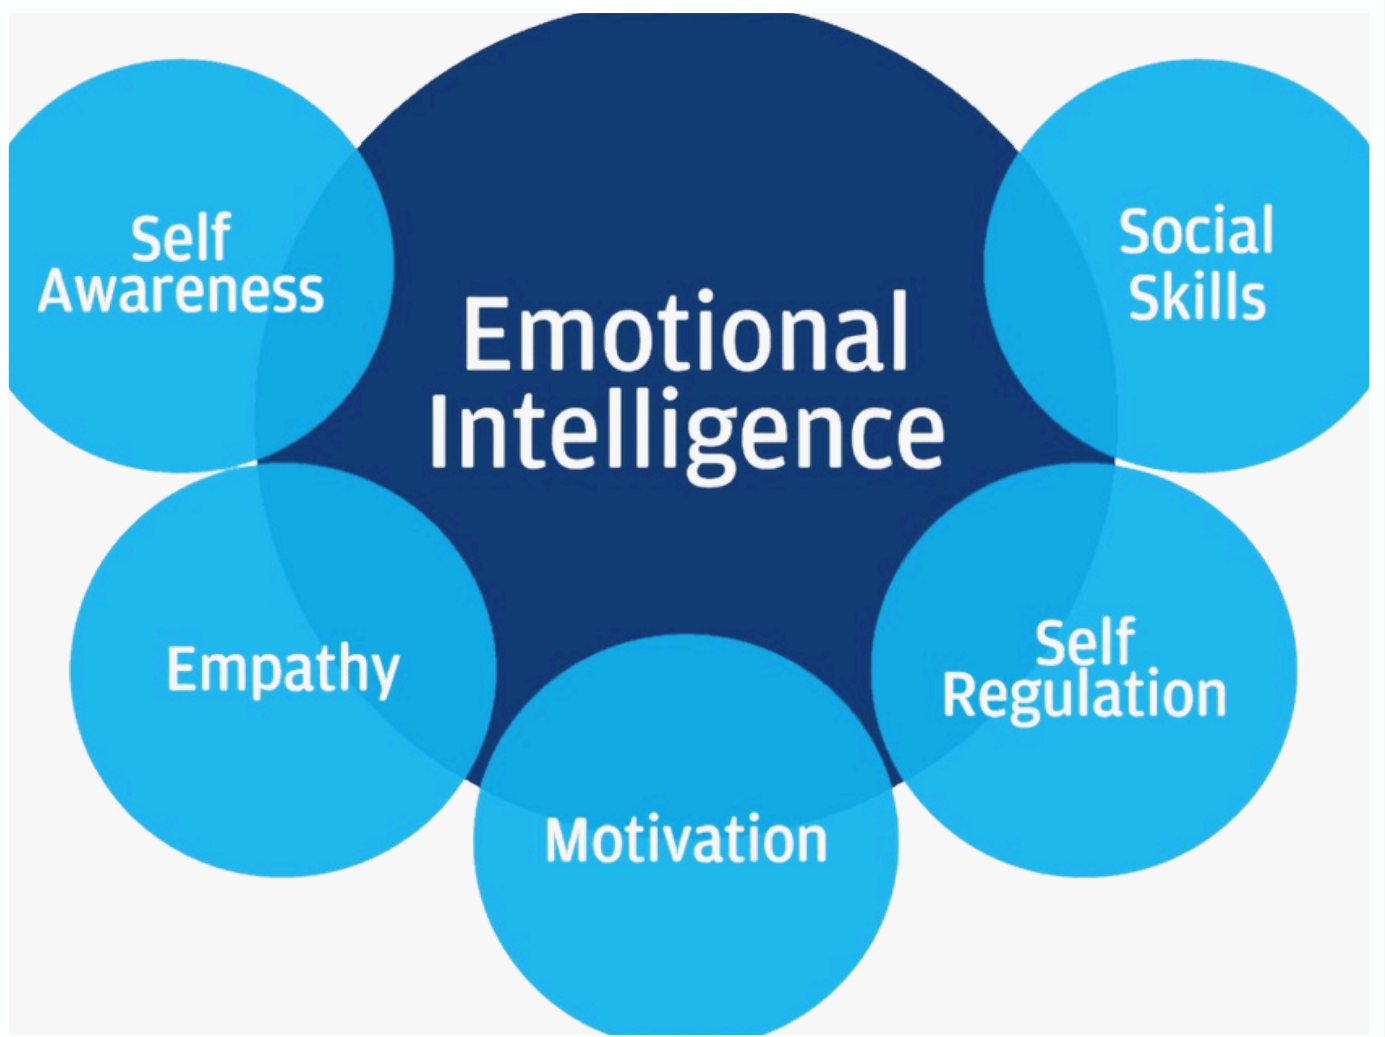 Self
Awareness
Emotional
Intelligence
Social
Skills
Empathy
Motivation
Self
Regulation